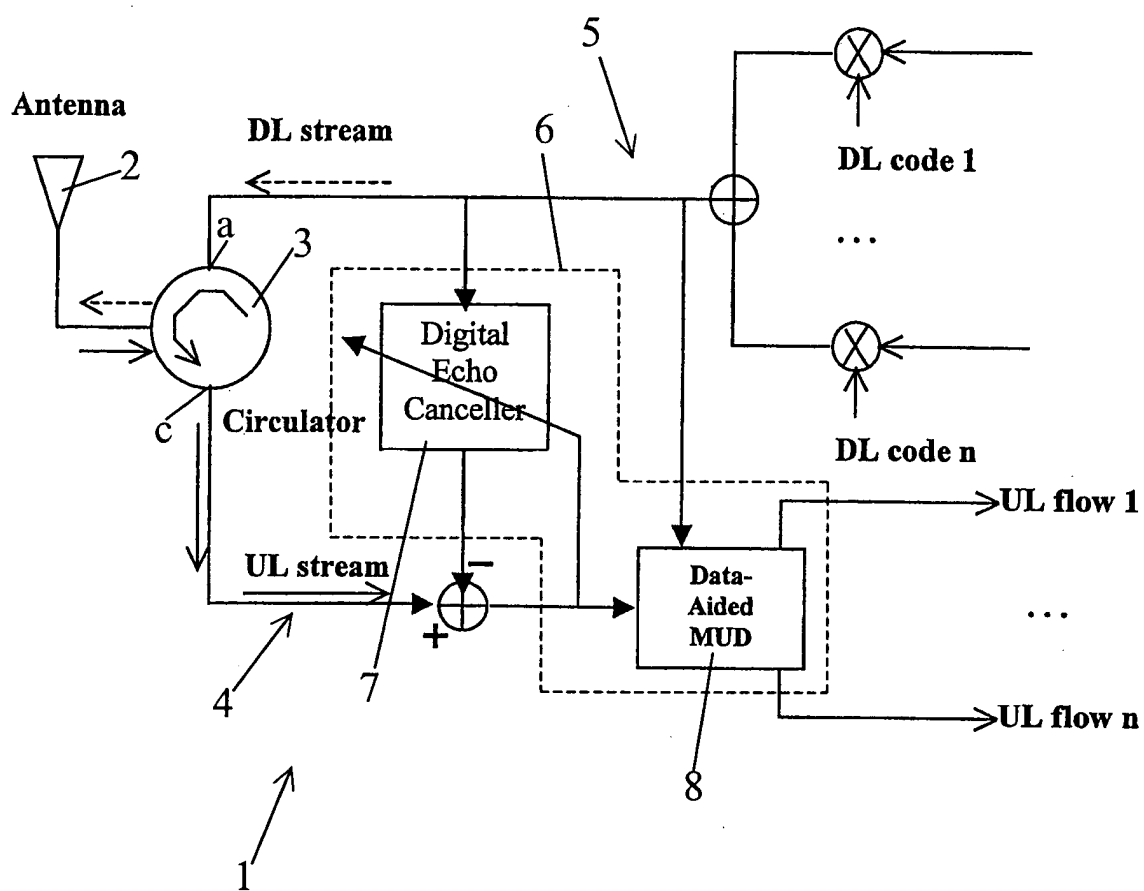 5
DL code 1
...
DL code n
Antenna
2
DL stream
6
a
3
Digital
Echo
Canceller
c
Circulator
UL flow 1
UL stream
-
+
Data-
Aided
MUD
...
4
7
8
UL flow n
1